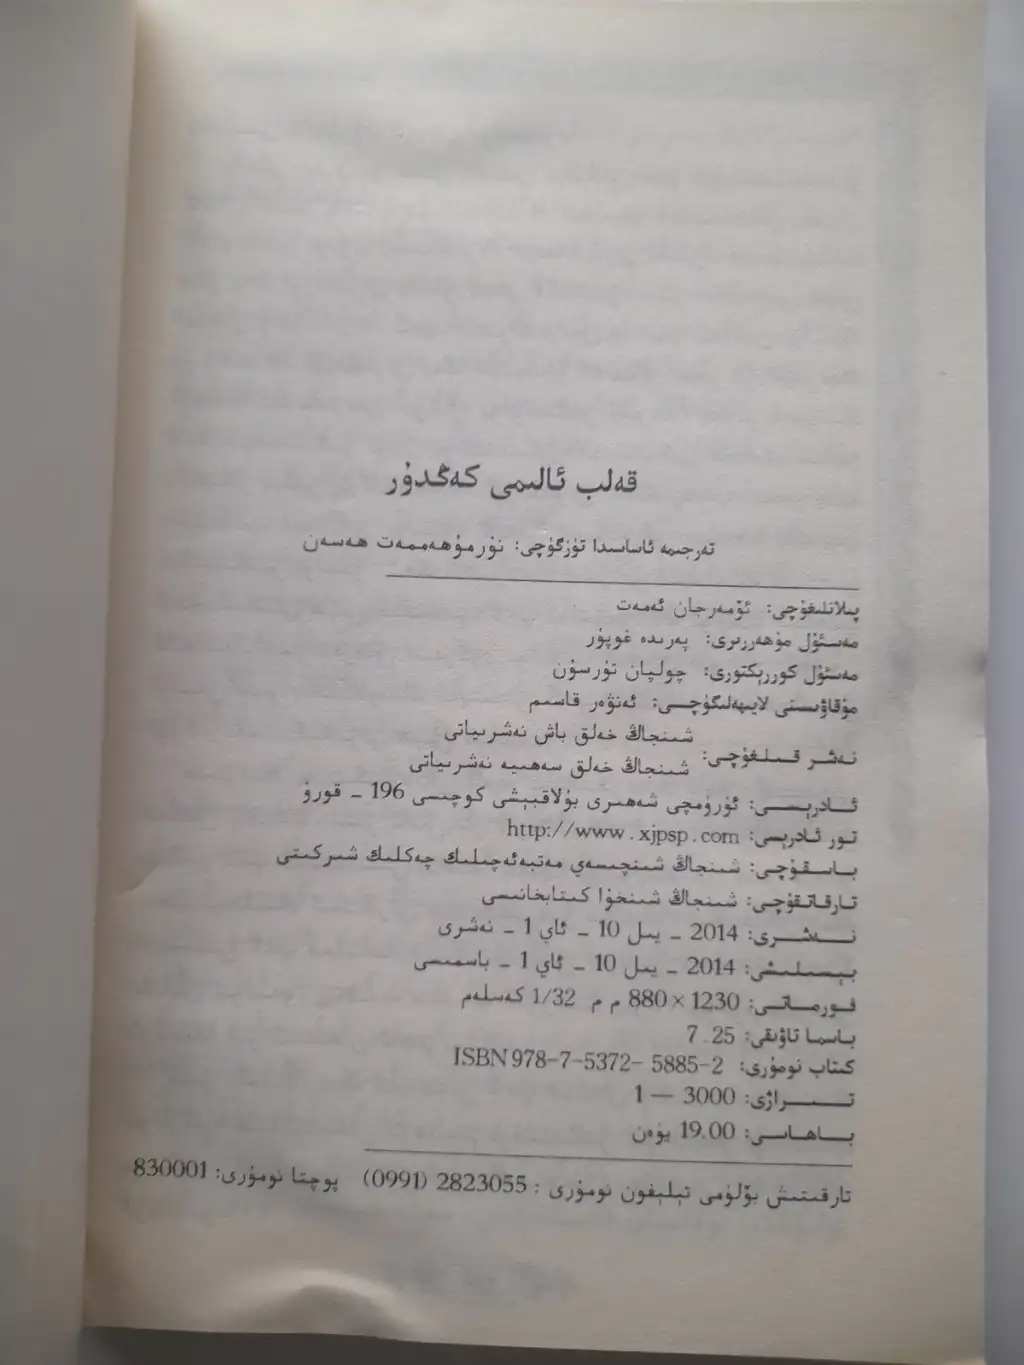 قەلب ئالىمى كەڭدۇر
تەرجىمە ئاساسىدا تۈزگۈچى: نۇرمۇھەممەت ھەسەن
پىلانلىغۇچى: ئۆمەرجان ئەمەت
مەسئۇل مۇھەررىرى: پەرىدە غوپۇر
مەسئۇل كوررېكتورى: چولپان تۇرسۇن
مۇقاۋىسىنى لايىھەلىگۈچى: ئەنۋەر قاسىم
نەشر قىلغۇچى: شىنجاڭ خەلق باش نەشرىياتى
شىنجاڭ خەلق سەھىيە نەشرىياتى
ئادرېسى: ئۈرۈمچى شەھىرى بۇلاقبېشى كوچىسى 196 - قورۇ
تور ئادرېسى: http://www.xjpsp.com
باسقۇچى: شىنجاڭ شىنچىسەي مەتبەئەچىلىك چەكلىك شىركىتى
تارقاتقۇچى: شىنجاڭ شىنخۇا كىتابخانىسى
نەشرى: 2014 - يىل 10 - ئاي 1 - نەشرى
بېسىلىشى: 2014 - يىل 10 - ئاي 1 - باسمىسى
فورماتى: 1230×880 م م 1/32 كەسلەم
باسما تاۋىقى: 7.25
كىتاب نومۇرى: ISBN 978-7-5372- 5885-2
تىراژى: 3000 — 1
باھاسى: 19.00 يۈەن
تارقىتىش بۆلۈمى تېلېفون نومۇرى : 2823055 (0991) پوچتا نومۇرى: 830001